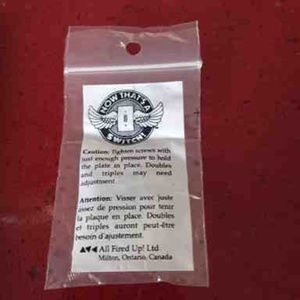 NOW THAT'S A
SWITCH!
Caution: Tighten screws with
just enough pressure to hold
the plate in place. Doubles
and triples may need
adjustment.
Attention: Visser avec juste
assez de pression pour tenir
la plaque en place. Doubles
et triples auront peut-être
besoin d'ajustement.
All Fired Up! Ltd.
Milton, Ontario, Canada